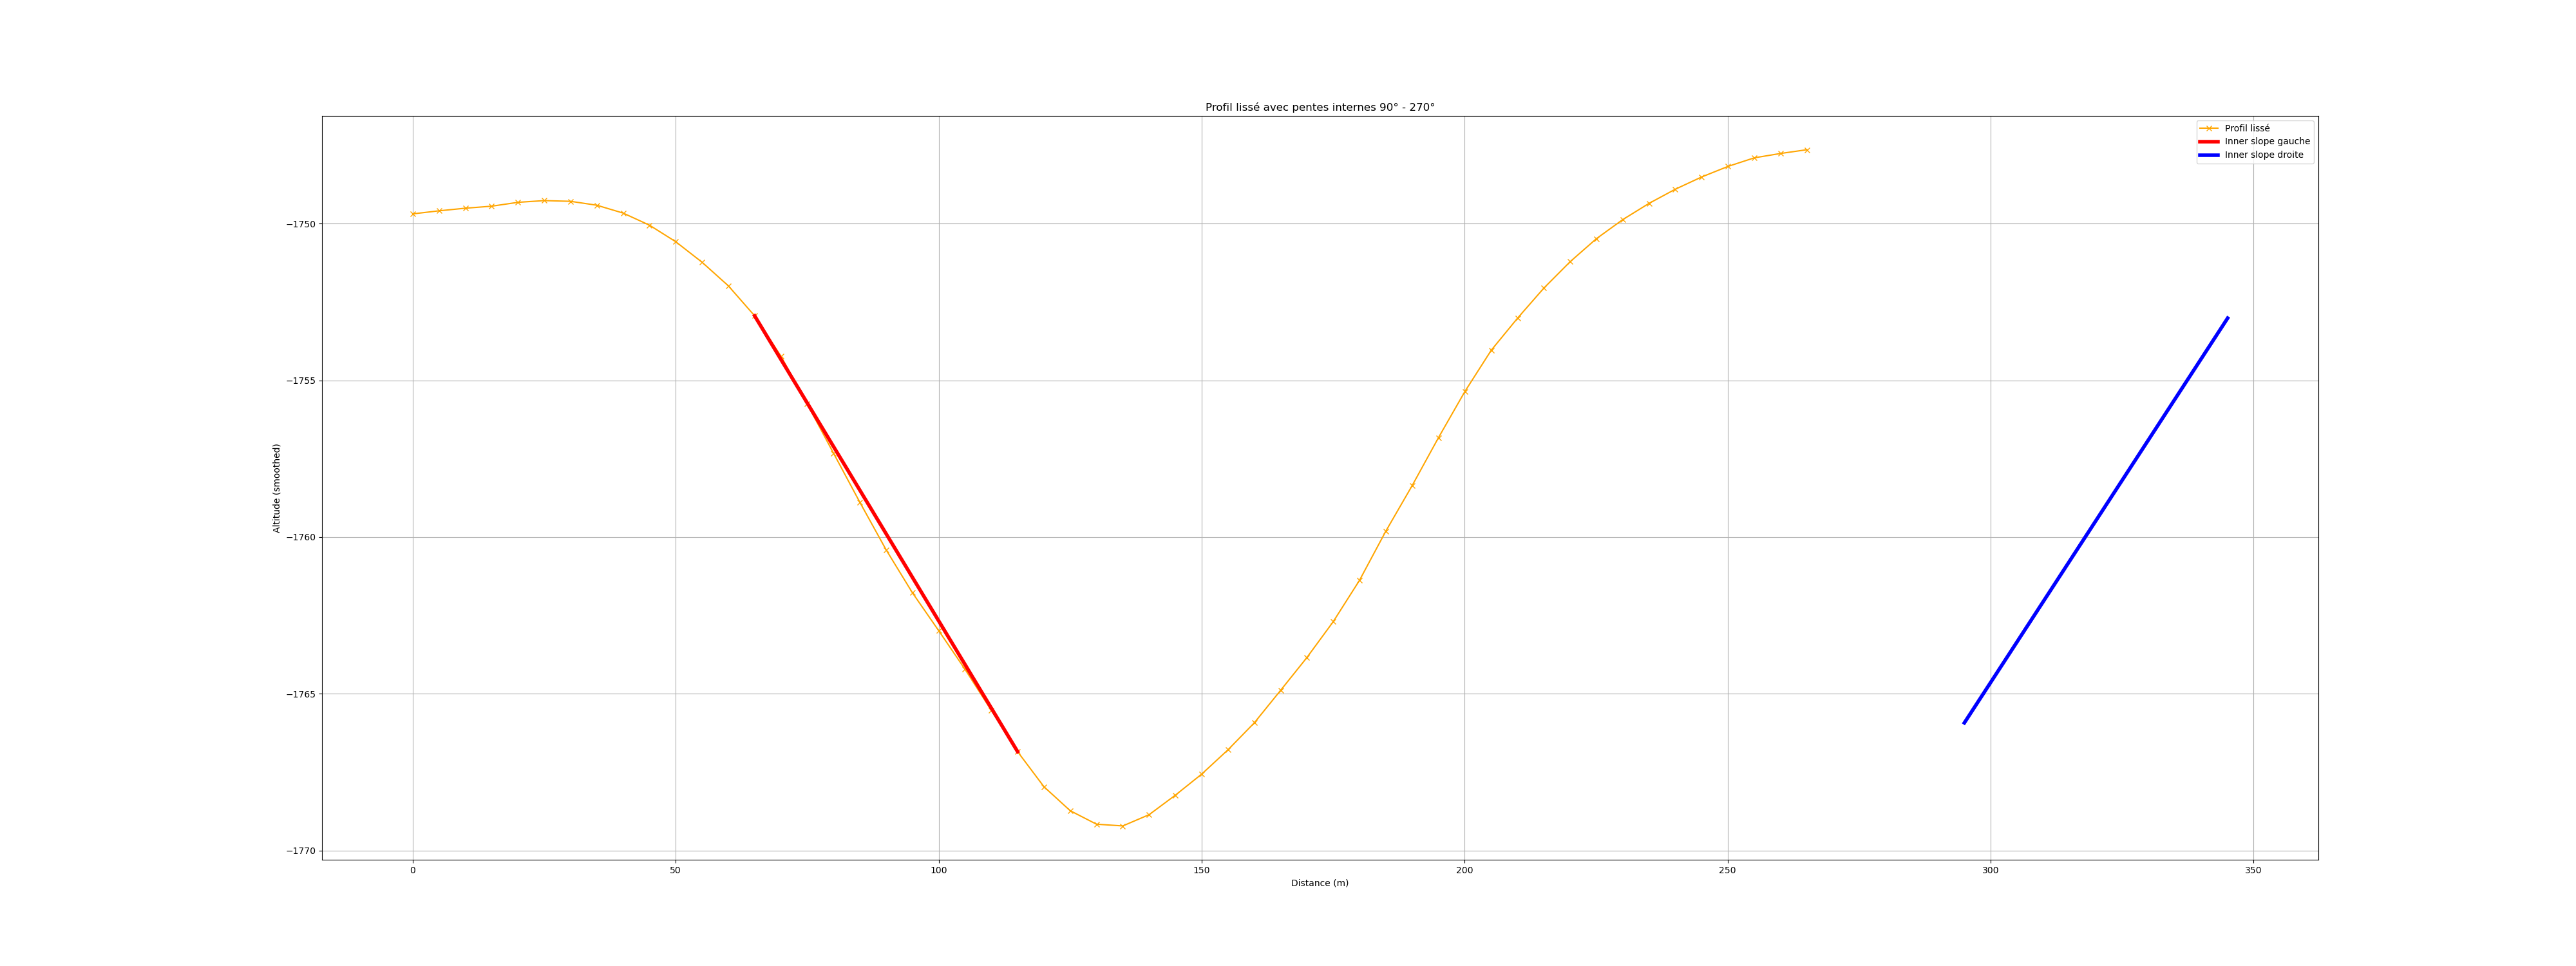 Profil lissé avec pentes internes 90° - 270°
Profil lissé
Inner slope gauche
Inner slope droite
Altitude (smoothed)
−1750
−1755
−1760
−1765
−1770
0 50 100 150 200 250 300 350
Distance (m)